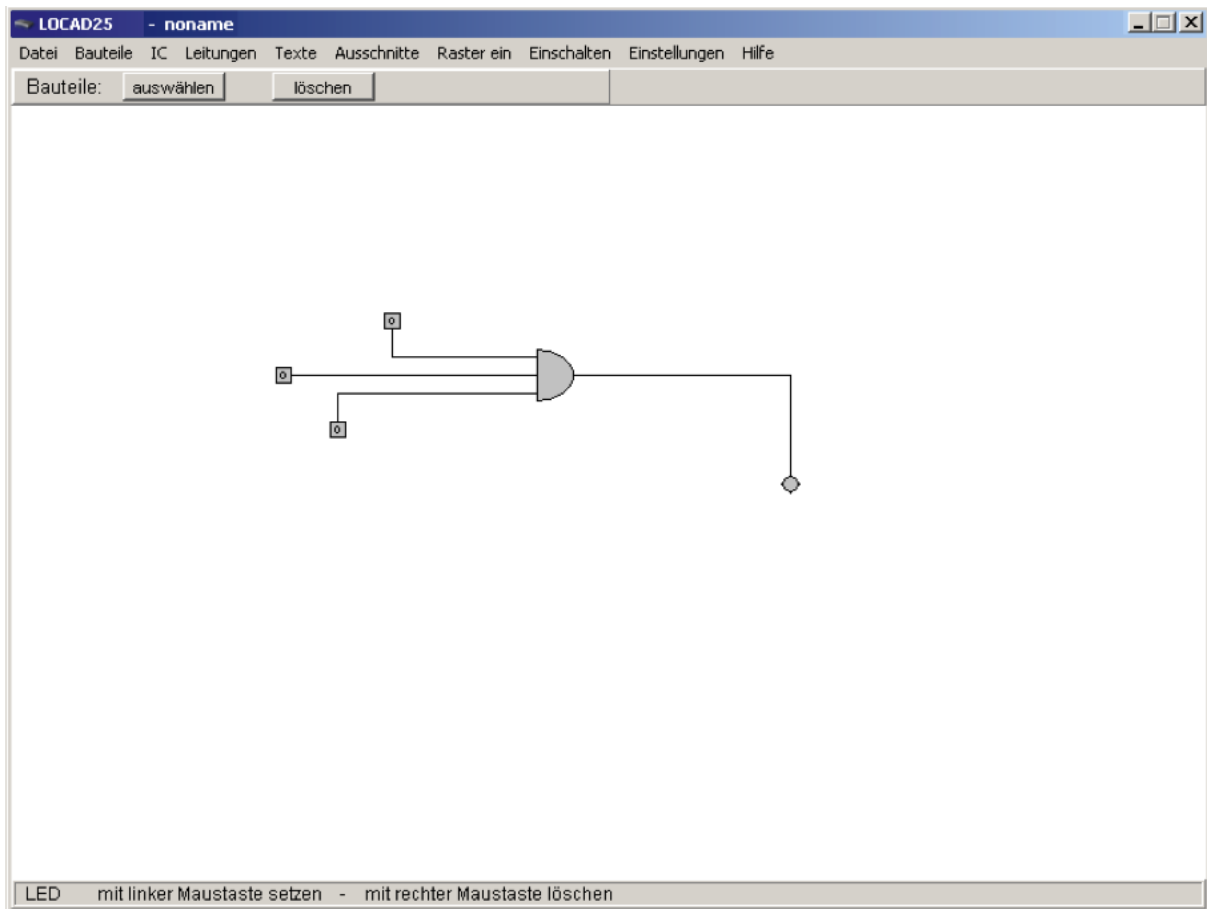 LOCAD25 - noname
Datei Bauteile IC Leitungen Texte Ausschnitte Raster ein Einschalten Einstellungen Hilfe
Bauteile: auswählen löschen
0
0
0
LED mit linker Maustaste setzen - mit rechter Maustaste löschen